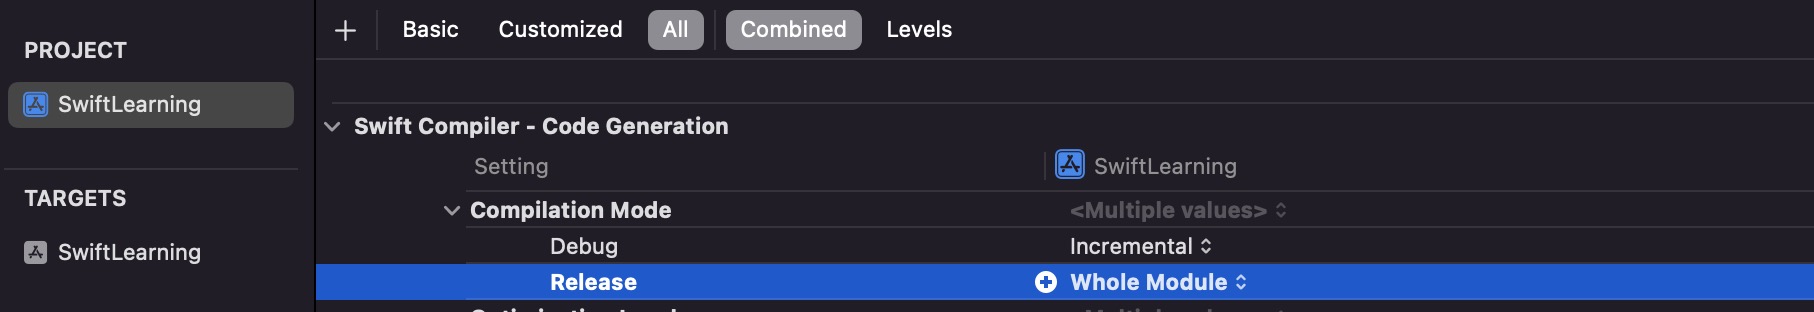 Basic Customized All Combined Levels
PROJECT
SwiftLearning
Swift Compiler - Code Generation
Setting SwiftLearning
TARGETS
Compilation Mode <Multiple values>
SwiftLearning
Debug Incremental
Release Whole Module